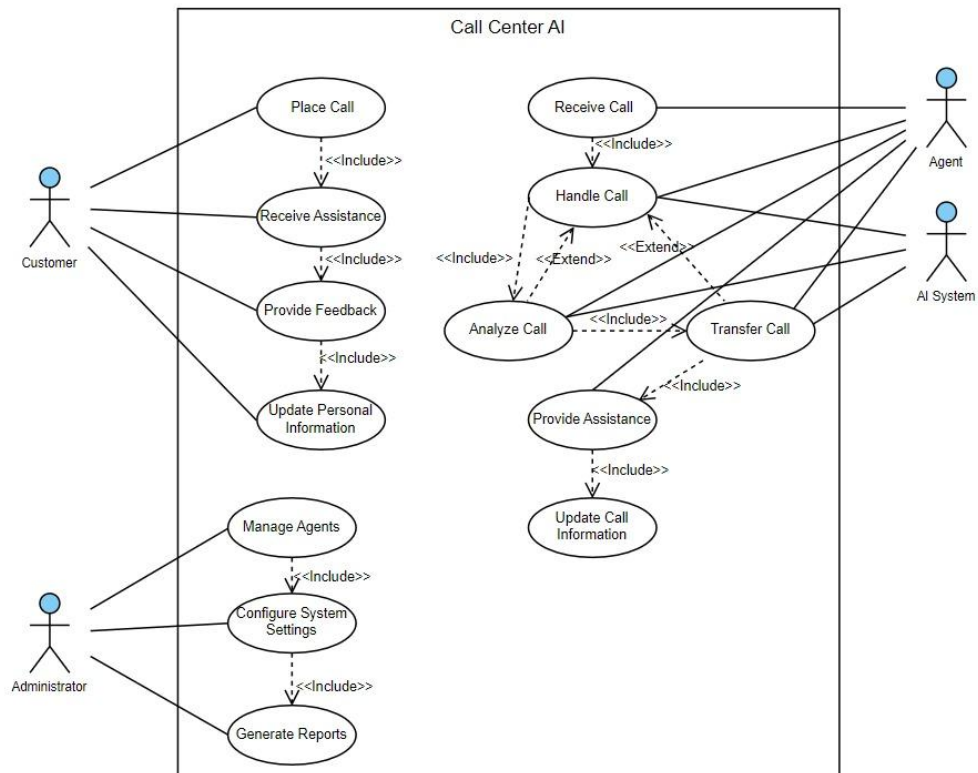 Call Center AI
Place Call
Receive Call
<<Include>>
<<Include>>
Agent
Receive Assistance
Handle Call
Customer
<<Include>>
<<Include>>
<<Extend>>
<<Extend>>
AI System
Provide Feedback
Analyze Call
<<Include>>
Transfer Call
<<Include>>
<<Include>>
Update Personal
Information
Provide Assistance
<<Include>>
Manage Agents
Update Call
Information
<<Include>>
Configure System
Settings
Administrator
<<Include>>
Generate Reports